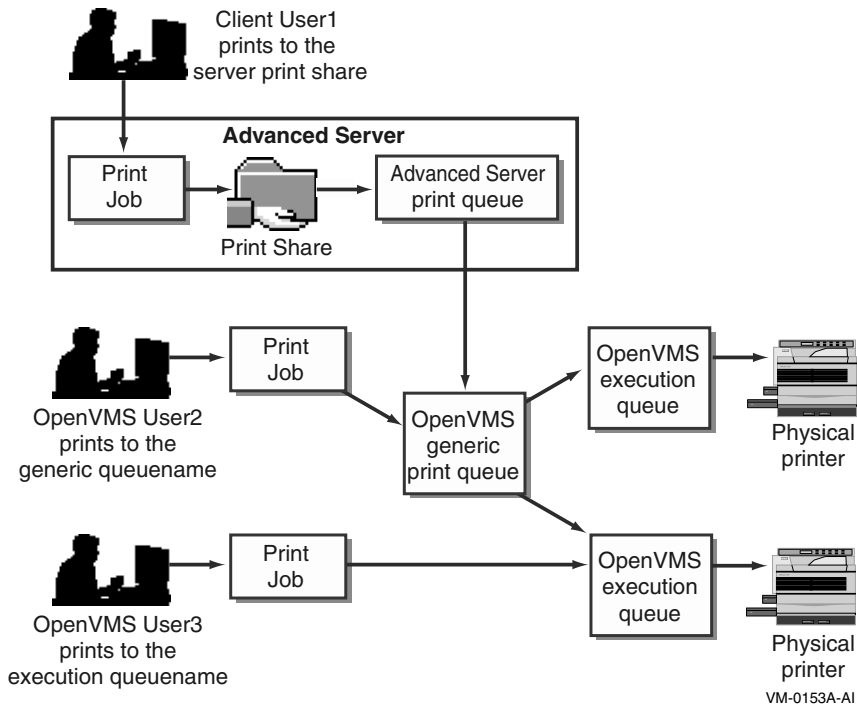 Client User1
prints to the
server print share
Advanced Server
Print
Job
Print Share
Advanced Server
print queue
OpenVMS User2
prints to the
generic queuename
Print
Job
OpenVMS
generic
print queue
OpenVMS
execution
queue
Physical
printer
OpenVMS User3
prints to the
execution queuename
Print
Job
OpenVMS
execution
queue
Physical
printer
VM-0153A-AI